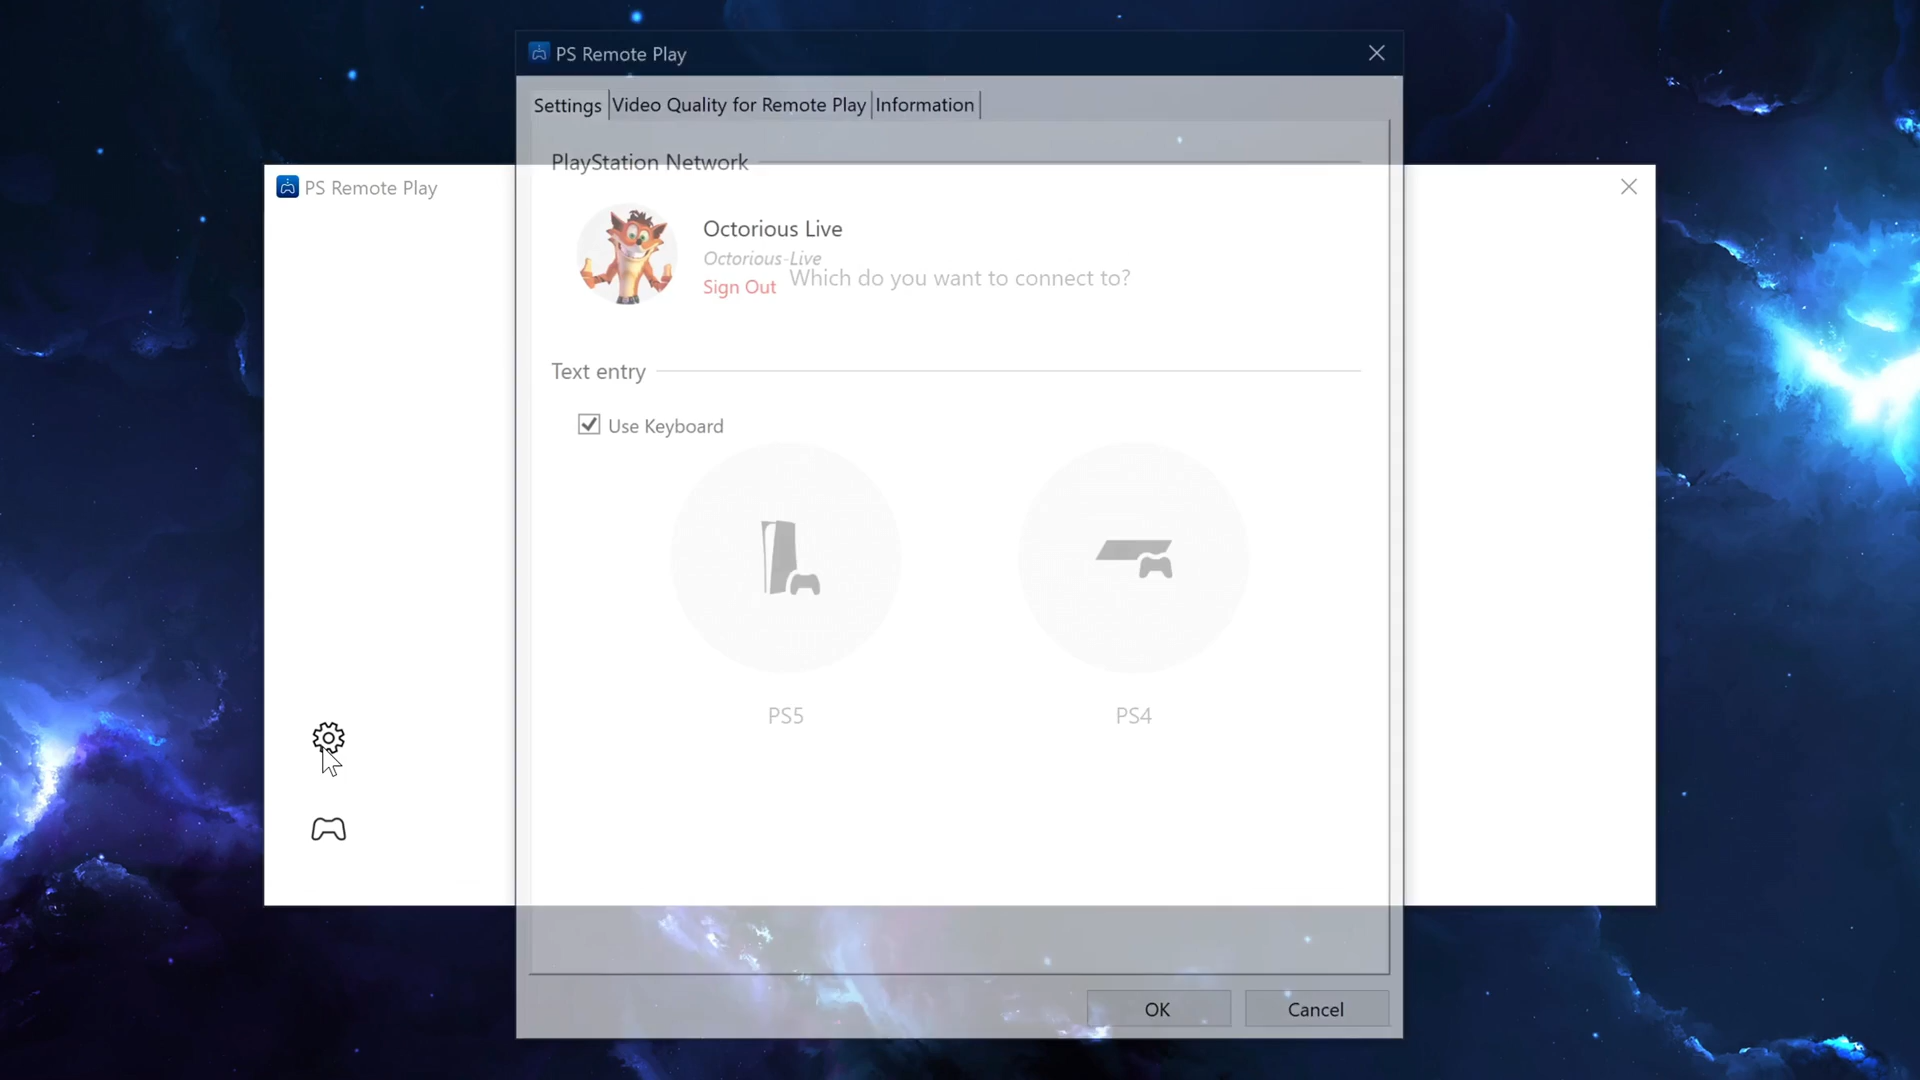 PS Remote Play
Settings
Video Quality for Remote Play
Information
PlayStation Network
PS Remote Play
Octorious Live
Octorious-Live
Sign Out
Which do you want to connect to?
Text entry
Use Keyboard
PS5
PS4
OK
Cancel